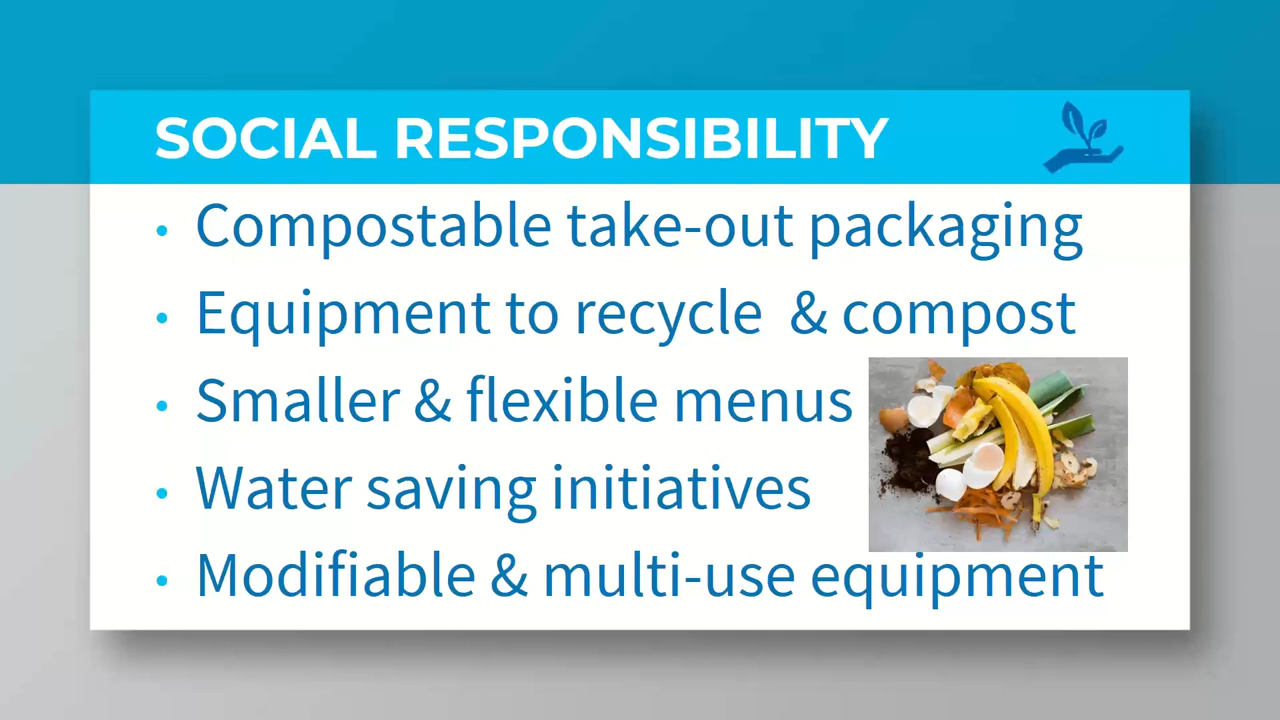 SOCIAL RESPONSIBILITY
• Compostable take-out packaging
• Equipment to recycle  & compost
• Smaller & flexible menus
• Water saving initiatives
• Modifiable & multi-use equipment